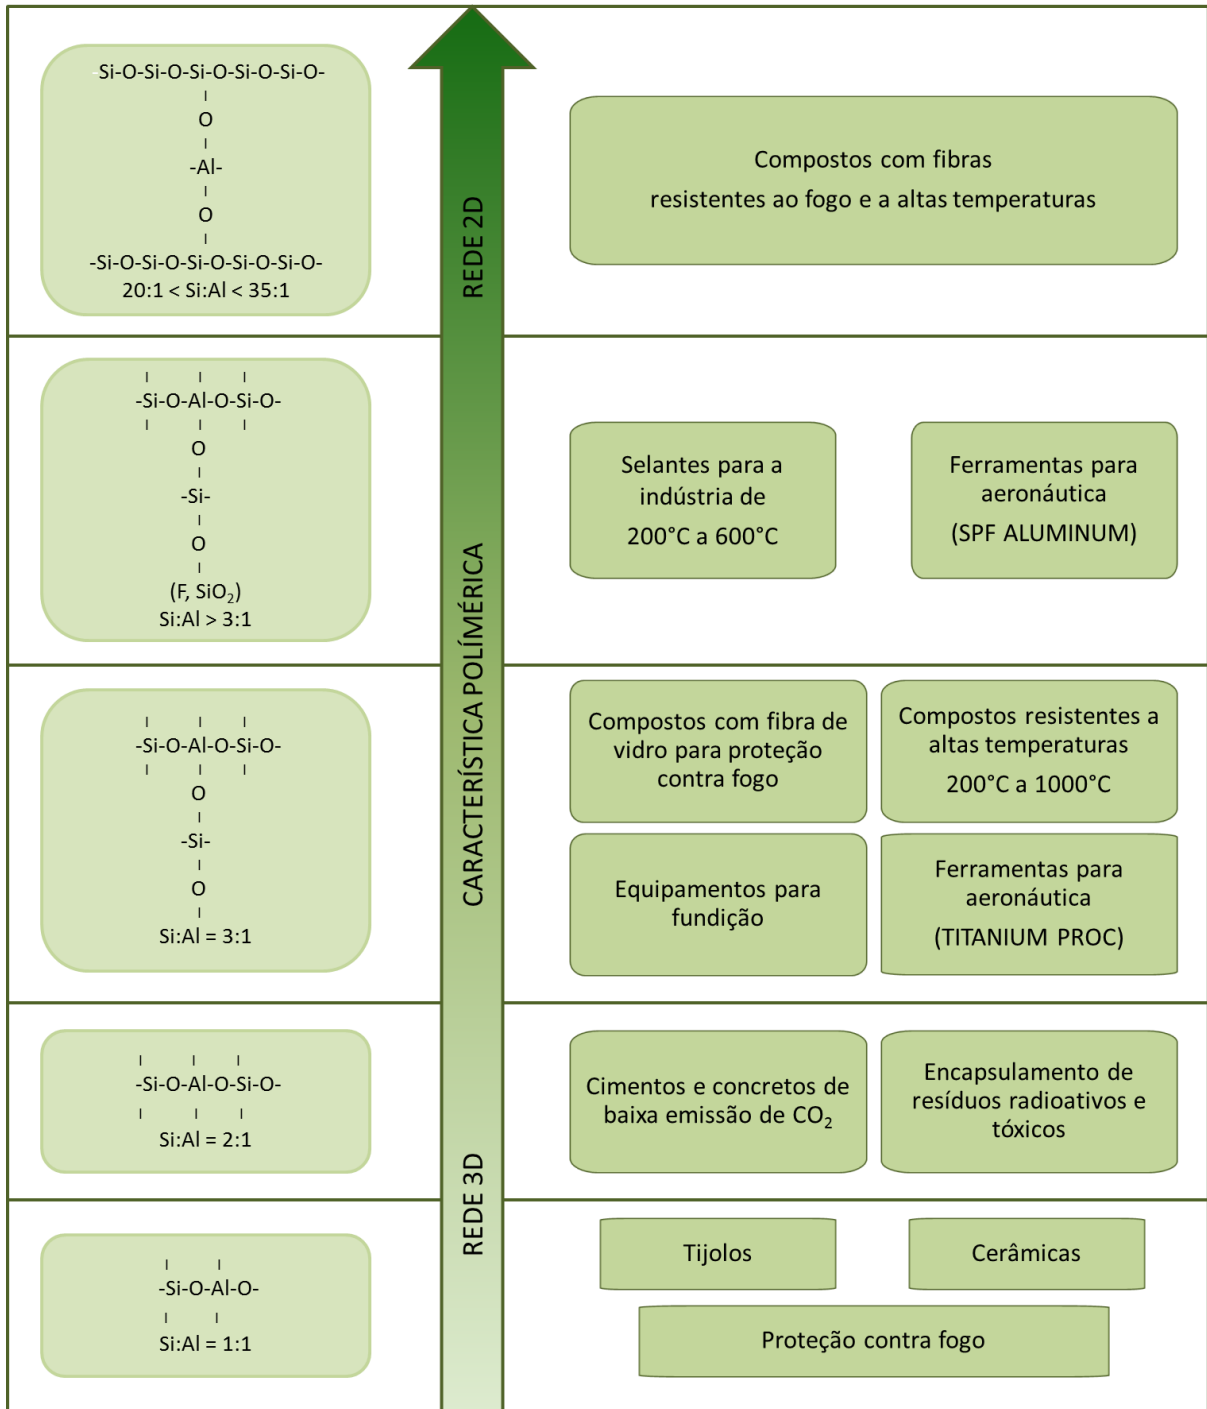 -Si-O-Si-O-Si-O-Si-O-Si-O-
ı
O
ı
-Al-
ı
O
ı
-Si-O-Si-O-Si-O-Si-O-Si-O-
20:1 < Si:Al < 35:1
REDE 2D
Compostos com fibras
resistentes ao fogo e a altas temperaturas
ı ı ı
-Si-O-Al-O-Si-O-
ı ı ı
O
ı
-Si-
ı
O
ı
(F, SiO₂)
Si:Al > 3:1
Selantes para a
indústria de
200°C a 600°C
Ferramentas para
aeronáutica
(SPF ALUMINUM)
CARACTERÍSTICA POLÍMÉRICA
ı ı ı
-Si-O-Al-O-Si-O-
ı ı ı
O
ı
-Si-
ı
O
ı
Si:Al = 3:1
Compostos com fibra de
vidro para proteção
contra fogo
Compostos resistentes a
altas temperaturas
200°C a 1000°C
Equipamentos para
fundição
Ferramentas para
aeronáutica
(TITANIUM PROC)
ı ı ı
-Si-O-Al-O-Si-O-
ı ı ı
Si:Al = 2:1
Cimentos e concretos de
baixa emissão de CO₂
Encapsulamento de
resíduos radioativos e
tóxicos
REDE 3D
ı ı
-Si-O-Al-O-
ı ı
Si:Al = 1:1
Tijolos
Cerâmicas
Proteção contra fogo